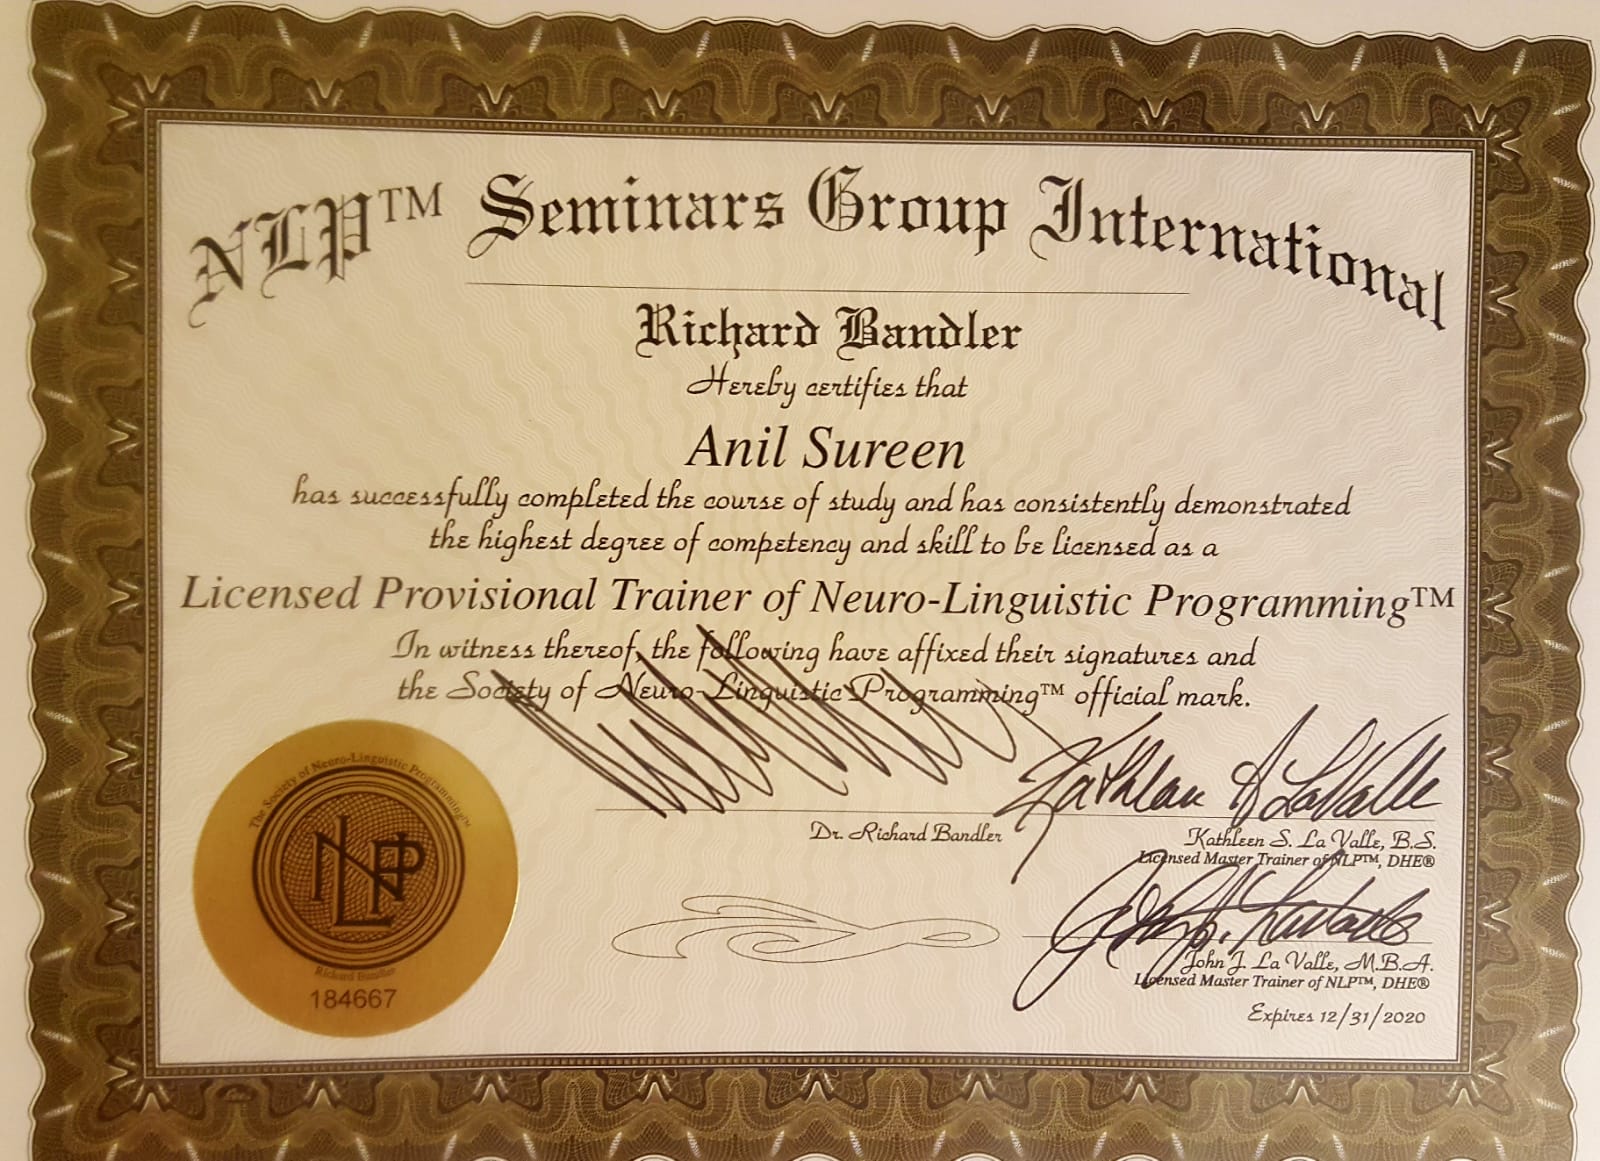 NLP™ Seminars Group International
Richard Bandler
Hereby certifies that
Anil Sureen
has successfully completed the course of study and has consistently demonstrated
the highest degree of competency and skill to be licensed as a
Licensed Provisional Trainer of Neuro-Linguistic Programming™
In witness thereof, the following have affixed their signatures and
the Society of Neuro-Linguistic Programming™ official mark.
Dr. Richard Bandler
Kathleen S LaValle
Kathleen S. La Valle, B.S.
Licensed Master Trainer of NLP™, DHE®
John J. La Valle, M.B.A.
Licensed Master Trainer of NLP™, DHE®
Expires 12/31/2020
The Society of Neuro-Linguistic Programming™
NLP
Richard Bandler
184667